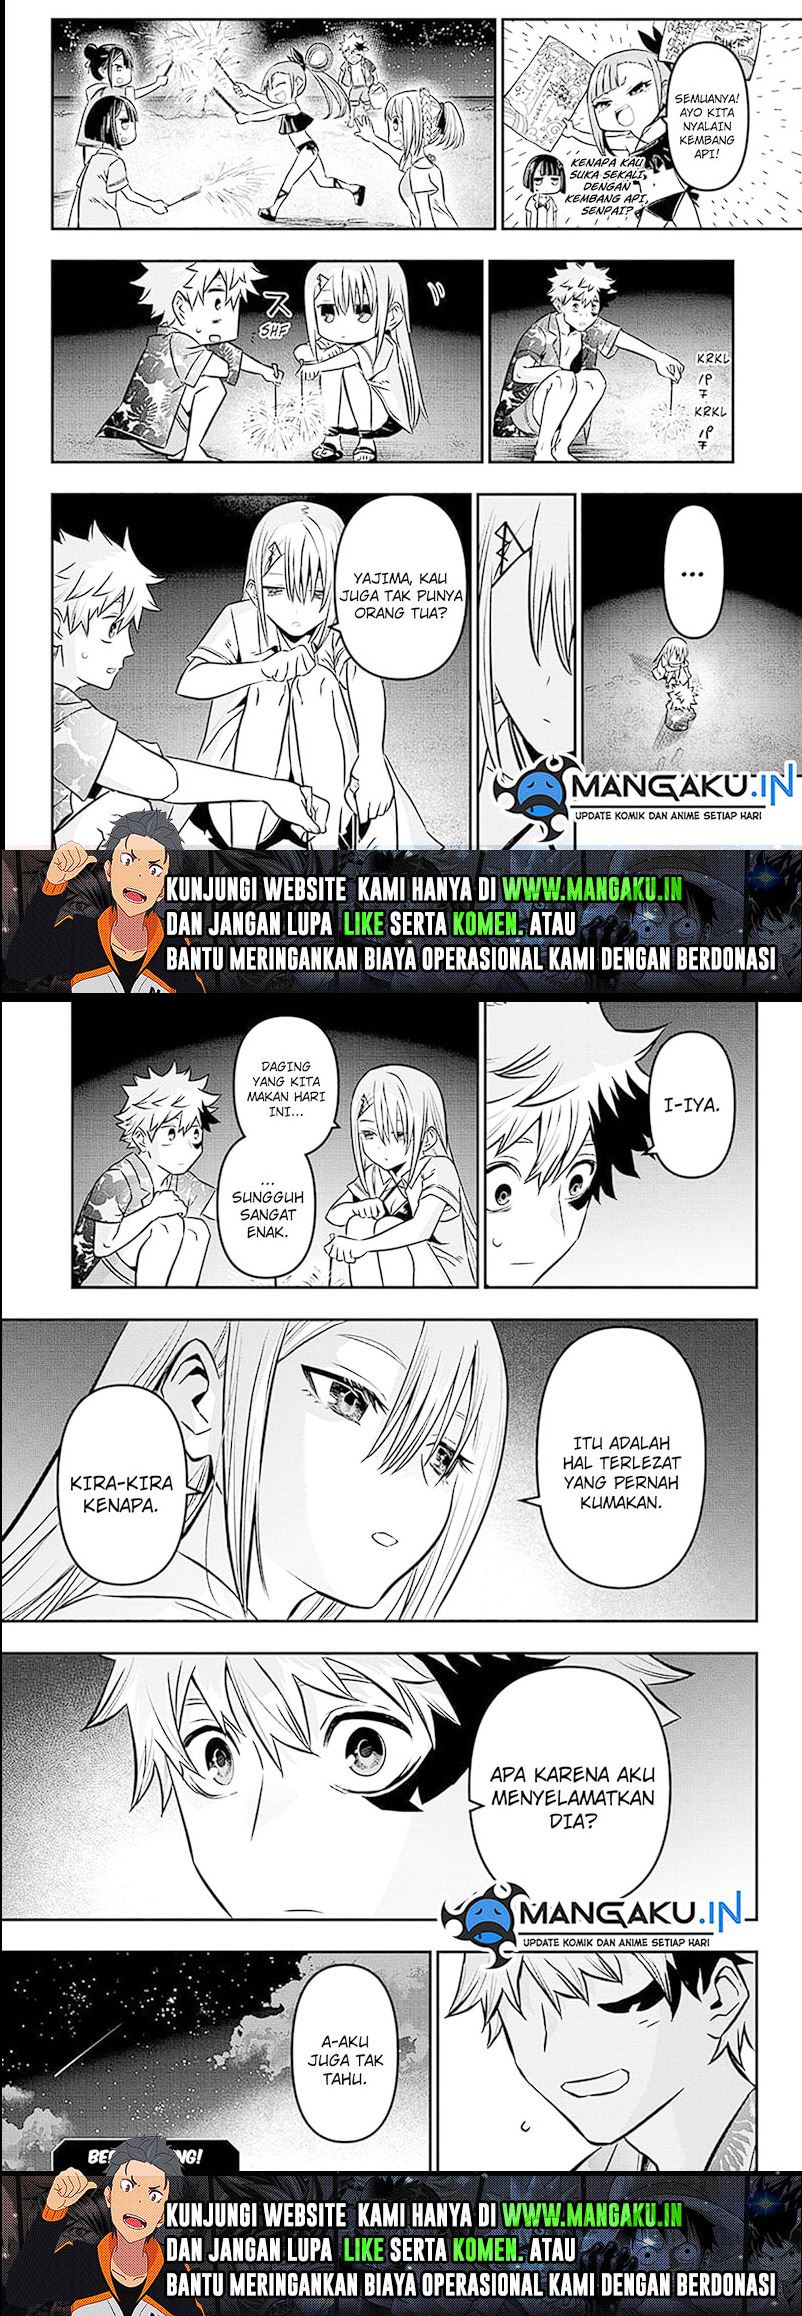 SEMUANYA!
AYO KITA
NYALAIN
KEMBANG
API!
KENAPA KAU
SUKA SEKALI
DENGAN
KEMBANG API,
SENPAI?
KRKL
パチ
KRKL
パチ
ス
SHF
...
YAJIMA, KAU
JUGA TAK PUNYA
ORANG TUA?
MANGAKU.IN
UPDATE KOMIK DAN ANIME SETIAP HARI
KUNJUNGI WEBSITE KAMI HANYA DI WWW.MANGAKU.IN
DAN JANGAN LUPA LIKE SERTA KOMEN. ATAU
BANTU MERINGANKAN BIAYA OPERASIONAL KAMI DENGAN BERDONASI
I-IYA.
DAGING
YANG KITA
MAKAN HARI
INI...
...
SUNGGUH
SANGAT
ENAK.
ITU ADALAH
HAL TERLEZAT
YANG PERNAH
KUMAKAN.
KIRA-KIRA
KENAPA.
APA KARENA AKU
MENYELAMATKAN
DIA?
MANGAKU.IN
UPDATE KOMIK DAN ANIME SETIAP HARI
A-AKU
JUGA TAK
TAHU.
KUNJUNGI WEBSITE KAMI HANYA DI WWW.MANGAKU.IN
DAN JANGAN LUPA LIKE SERTA KOMEN. ATAU
BANTU MERINGANKAN BIAYA OPERASIONAL KAMI DENGAN BERDONASI